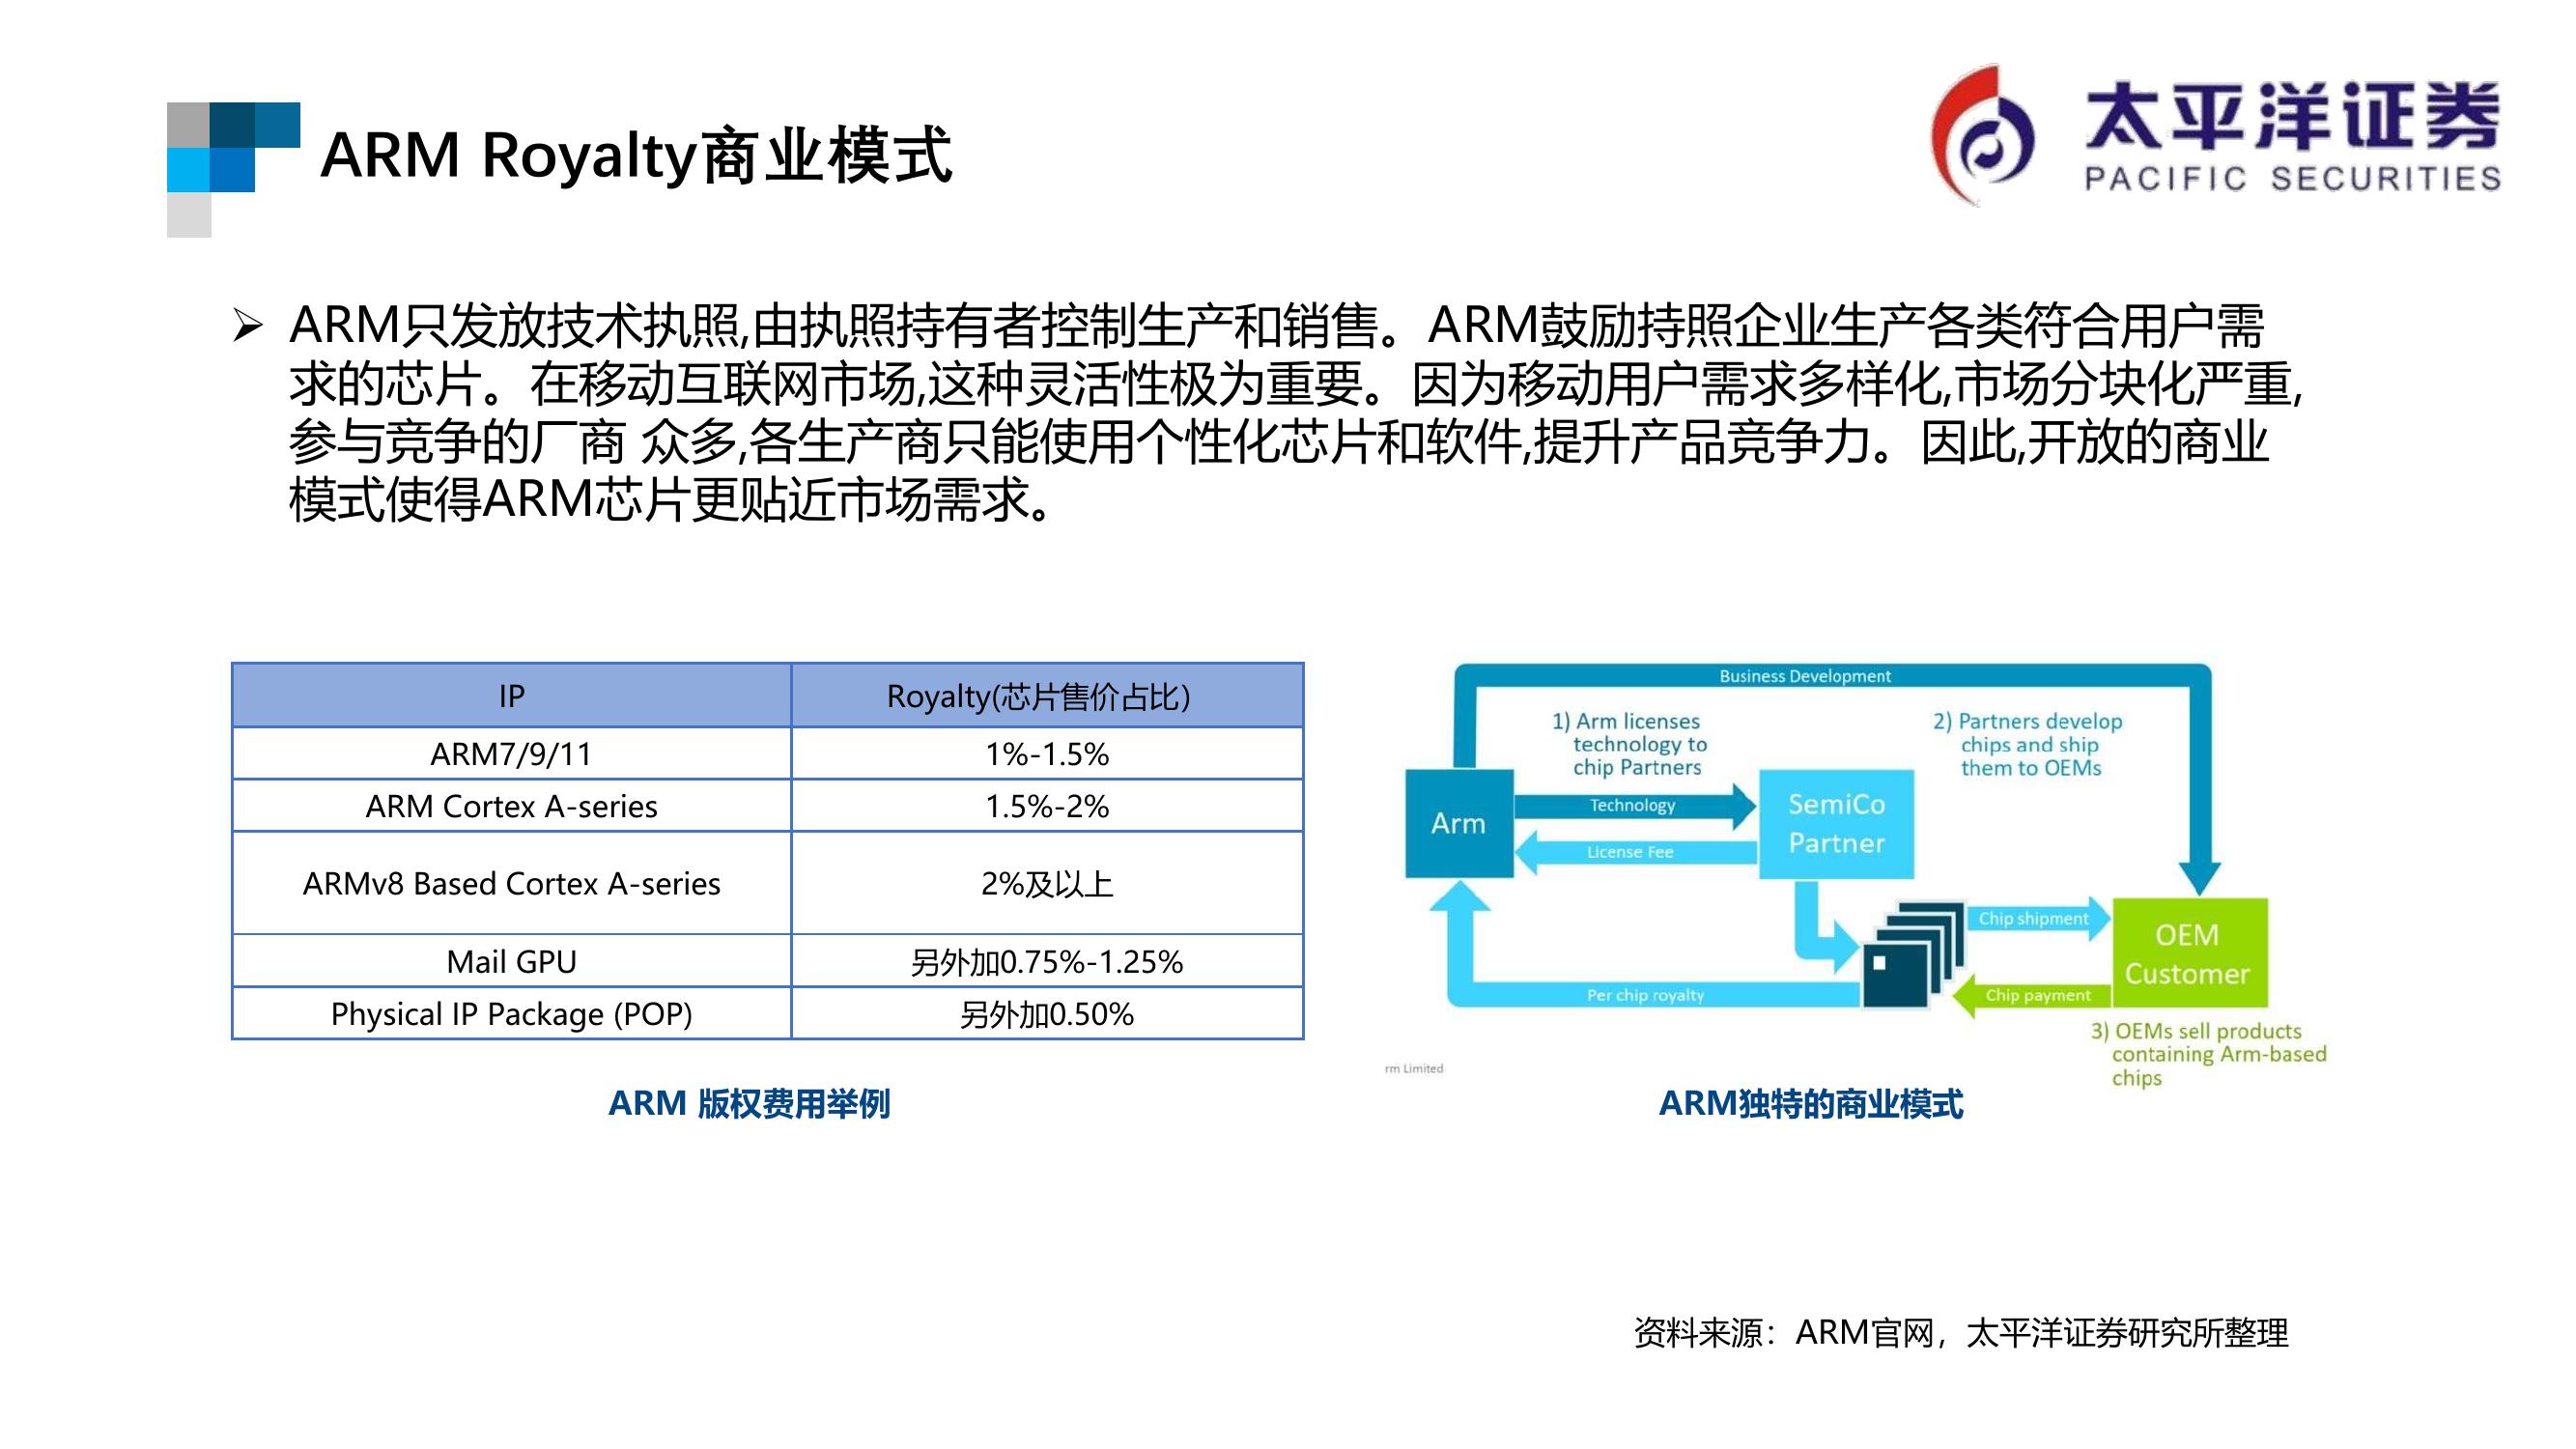 ARM Royalty商业模式
太平洋证券
PACIFIC SECURITIES
ARM只发放技术执照,由执照持有者控制生产和销售。ARM鼓励持照企业生产各类符合用户需
求的芯片。在移动互联网市场,这种灵活性极为重要。因为移动用户需求多样化,市场分块化严重,
参与竞争的厂商 众多,各生产商只能使用个性化芯片和软件,提升产品竞争力。因此,开放的商业
模式使得ARM芯片更贴近市场需求。
IP Royalty(芯片售价占比)
ARM7/9/11 1%-1.5%
ARM Cortex A-series 1.5%-2%
ARMv8 Based Cortex A-series 2%及以上
Mail GPU 另外加0.75%-1.25%
Physical IP Package (POP) 另外加0.50%
ARM 版权费用举例
Business Development
1) Arm licenses
technology to
chip Partners
2) Partners develop
chips and ship
them to OEMs
Arm
Technology
License Fee
SemiCo
Partner
Chip shipment
Chip payment
Per chip royalty
OEM
Customer
3) OEMs sell products
containing Arm-based
chips
rm Limited
ARM独特的商业模式
资料来源：ARM官网，太平洋证券研究所整理